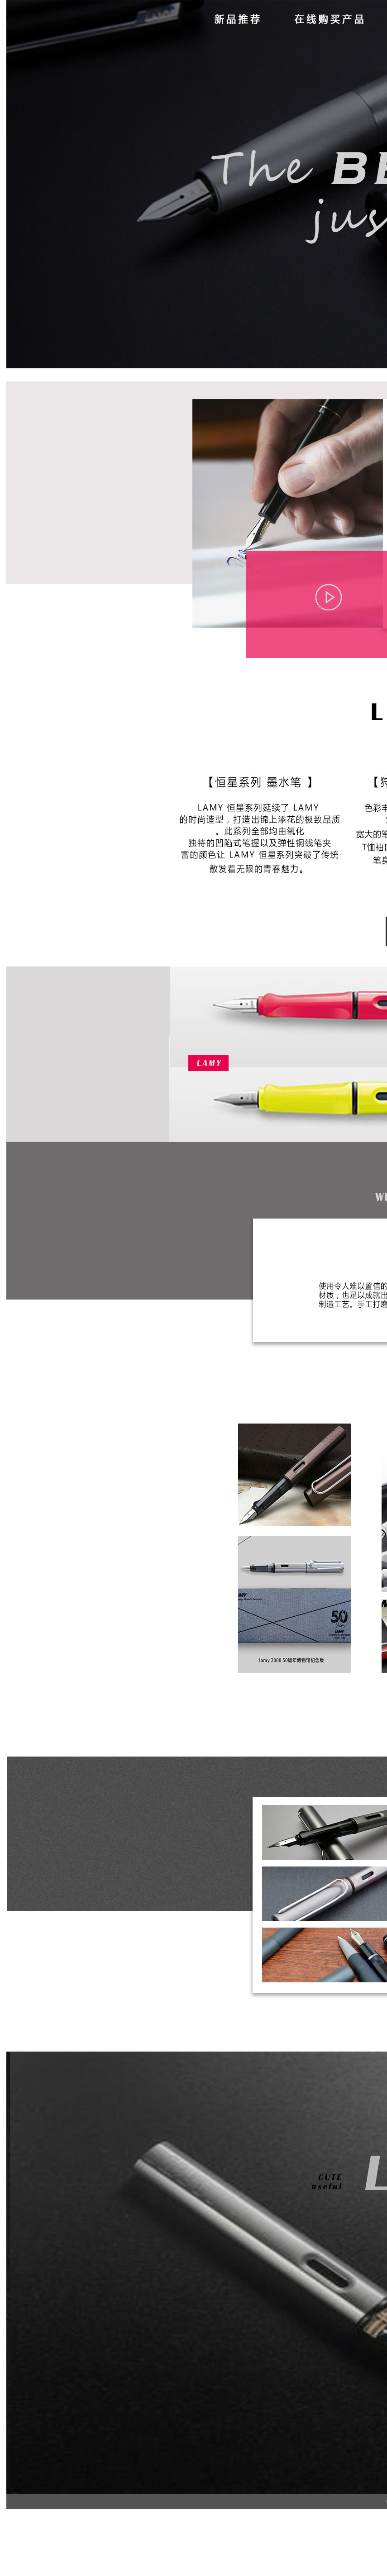 新品推荐 在线购买产品
The BE
jus
L
【恒星系列 墨水笔 】
LAMY 恒星系列延续了 LAMY
的时尚造型，打造出锦上添花的极致品质
。此系列全部均由氧化
独特的凹陷式笔握以及弹性铜线笔夹
富的颜色让 LAMY 恒星系列突破了传统
散发着无限的青春魅力。
【狩
色彩丰
宽大的笔
T恤袖口
笔身
LAMY
使用令人难以置信的
材质，也足以成就出
制造工艺。手工打磨
50
lamy 2000 50周年博物馆纪念版
CUTE
useful
L